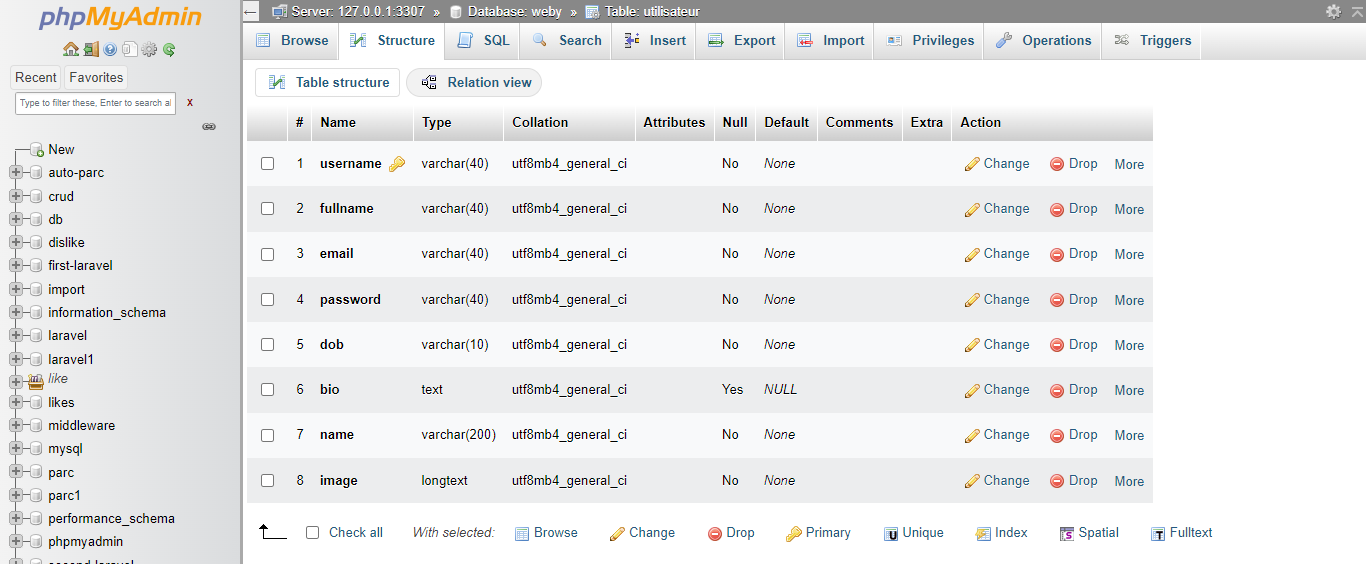 phpMyAdmin
Recent Favorites
Type to filter these, Enter to search al X
New
auto-parc
crud
db
dislike
first-laravel
import
information_schema
laravel
laravel1
like
likes
middleware
mysql
parc
parc1
performance_schema
phpmyadmin
second-laravel
Server: 127.0.0.1:3307 » Database: weby » Table: utilisateur
Browse Structure SQL Search Insert Export Import Privileges Operations Triggers
Table structure Relation view
# Name Type Collation Attributes Null Default Comments Extra Action
1 username varchar(40) utf8mb4_general_ci No None Change Drop More
2 fullname varchar(40) utf8mb4_general_ci No None Change Drop More
3 email varchar(40) utf8mb4_general_ci No None Change Drop More
4 password varchar(40) utf8mb4_general_ci No None Change Drop More
5 dob varchar(10) utf8mb4_general_ci No None Change Drop More
6 bio text utf8mb4_general_ci Yes NULL Change Drop More
7 name varchar(200) utf8mb4_general_ci No None Change Drop More
8 image longtext utf8mb4_general_ci No None Change Drop More
Check all With selected: Browse Change Drop Primary Unique Index Spatial Fulltext